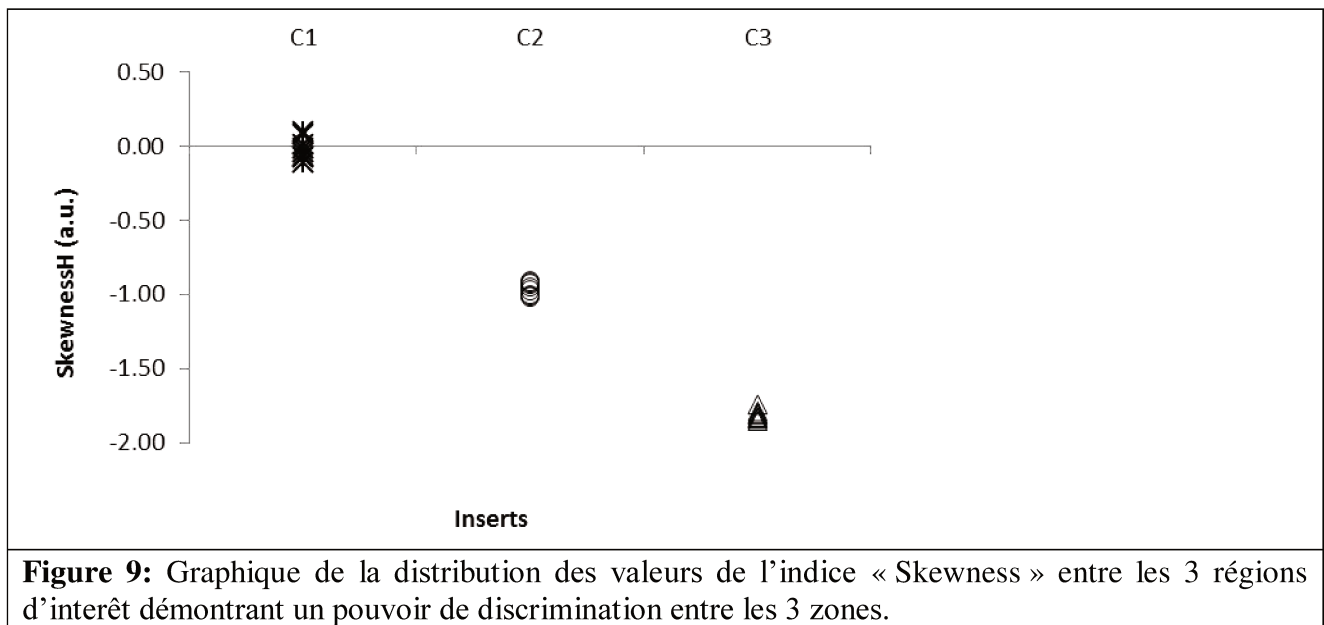 C1 C2 C3
0.50
0.00
-0.50
-1.00
-1.50
-2.00
SkewnessH (a.u.)
Inserts
Figure 9: Graphique de la distribution des valeurs de l’indice « Skewness » entre les 3 régions
d’interêt démontrant un pouvoir de discrimination entre les 3 zones.